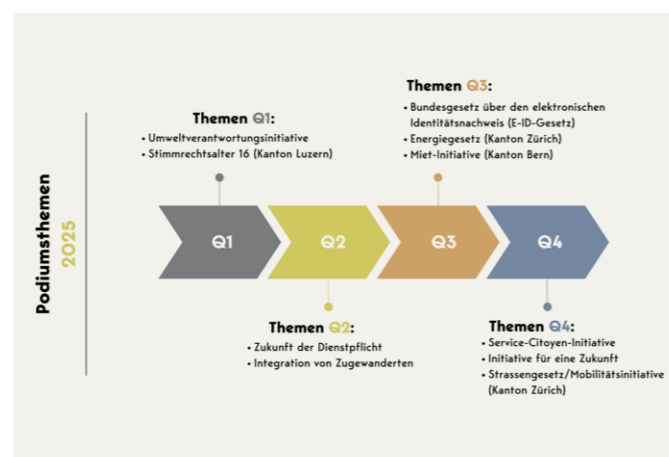 Podiumsthemen
2025
Themen Q1:
• Umweltverantwortungsinitiative
• Stimmrechtsalter 16 (Kanton Luzern)
Themen Q3:
• Bundesgesetz über den elektronischen
Identitätsnachweis (E-ID-Gesetz)
• Energiegesetz (Kanton Zürich)
• Miet-Initiative (Kanton Bern)
Q1
Q2
Q3
Q4
Themen Q2:
• Zukunft der Dienstpflicht
• Integration von Zugewanderten
Themen Q4:
• Service-Citoyen-Initiative
• Initiative für eine Zukunft
• Strassengesetz/Mobilitätsinitiative
(Kanton Zürich)